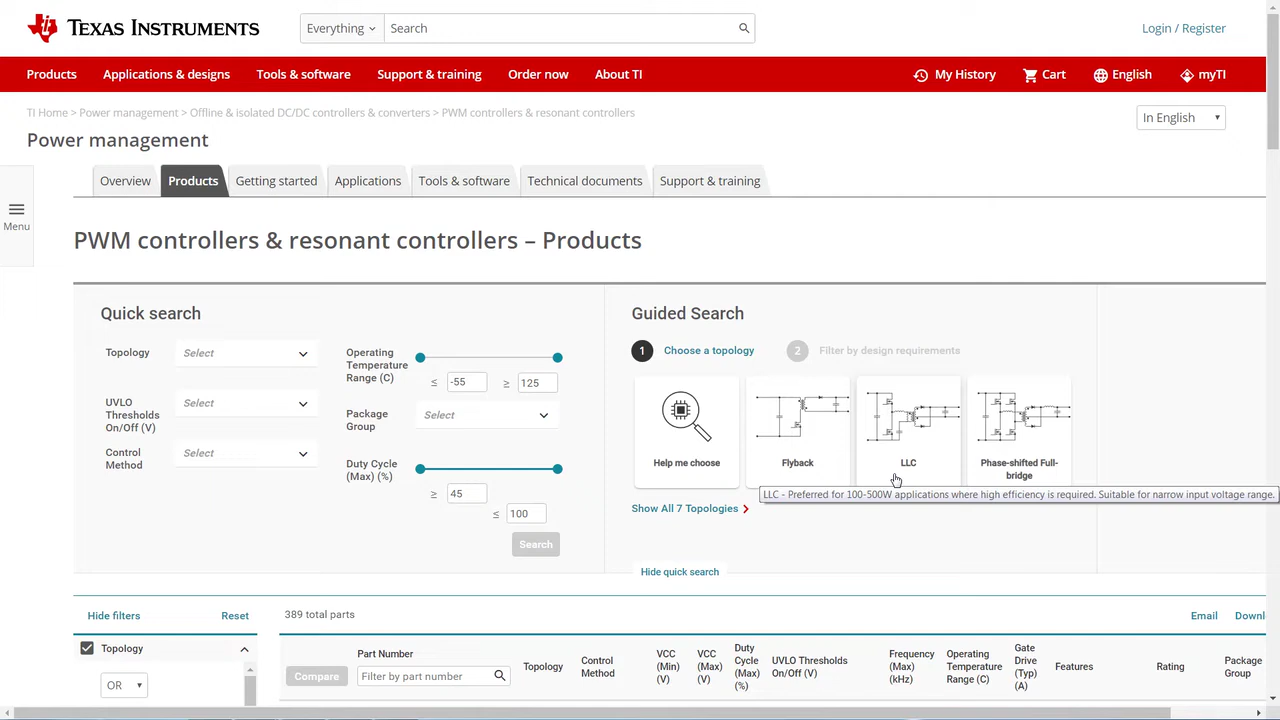 TEXAS INSTRUMENTS
Everything
Search
Login / Register
Products
Applications & designs
Tools & software
Support & training
Order now
About TI
My History
Cart
English
myTI
TI Home > Power management > Offline & isolated DC/DC controllers & converters > PWM controllers & resonant controllers
In English
Power management
Menu
Overview
Products
Getting started
Applications
Tools & software
Technical documents
Support & training
PWM controllers & resonant controllers – Products
Quick search
Topology
Select
UVLO
Thresholds
On/Off (V)
Select
Control
Method
Select
Operating
Temperature
Range (C)
≤ -55
≥ 125
Package
Group
Select
Duty Cycle
(Max) (%)
≥ 45
≤ 100
Search
Guided Search
1 Choose a topology
2 Filter by design requirements
Help me choose
Flyback
LLC
Phase-shifted Full-
bridge
LLC - Preferred for 100-500W applications where high efficiency is required. Suitable for narrow input voltage range.
Show All 7 Topologies
Hide quick search
Hide filters
Reset
389 total parts
Email
Downl
Topology
OR
Compare
Part Number
Filter by part number
Topology
Control
Method
VCC
(Min)
(V)
VCC
(Max)
(V)
Duty
Cycle
(Max)
(%)
UVLO Thresholds
On/Off (V)
Frequency
(Max)
(kHz)
Operating
Temperature
Range (C)
Gate
Drive
(Typ)
(A)
Features
Rating
Package
Group